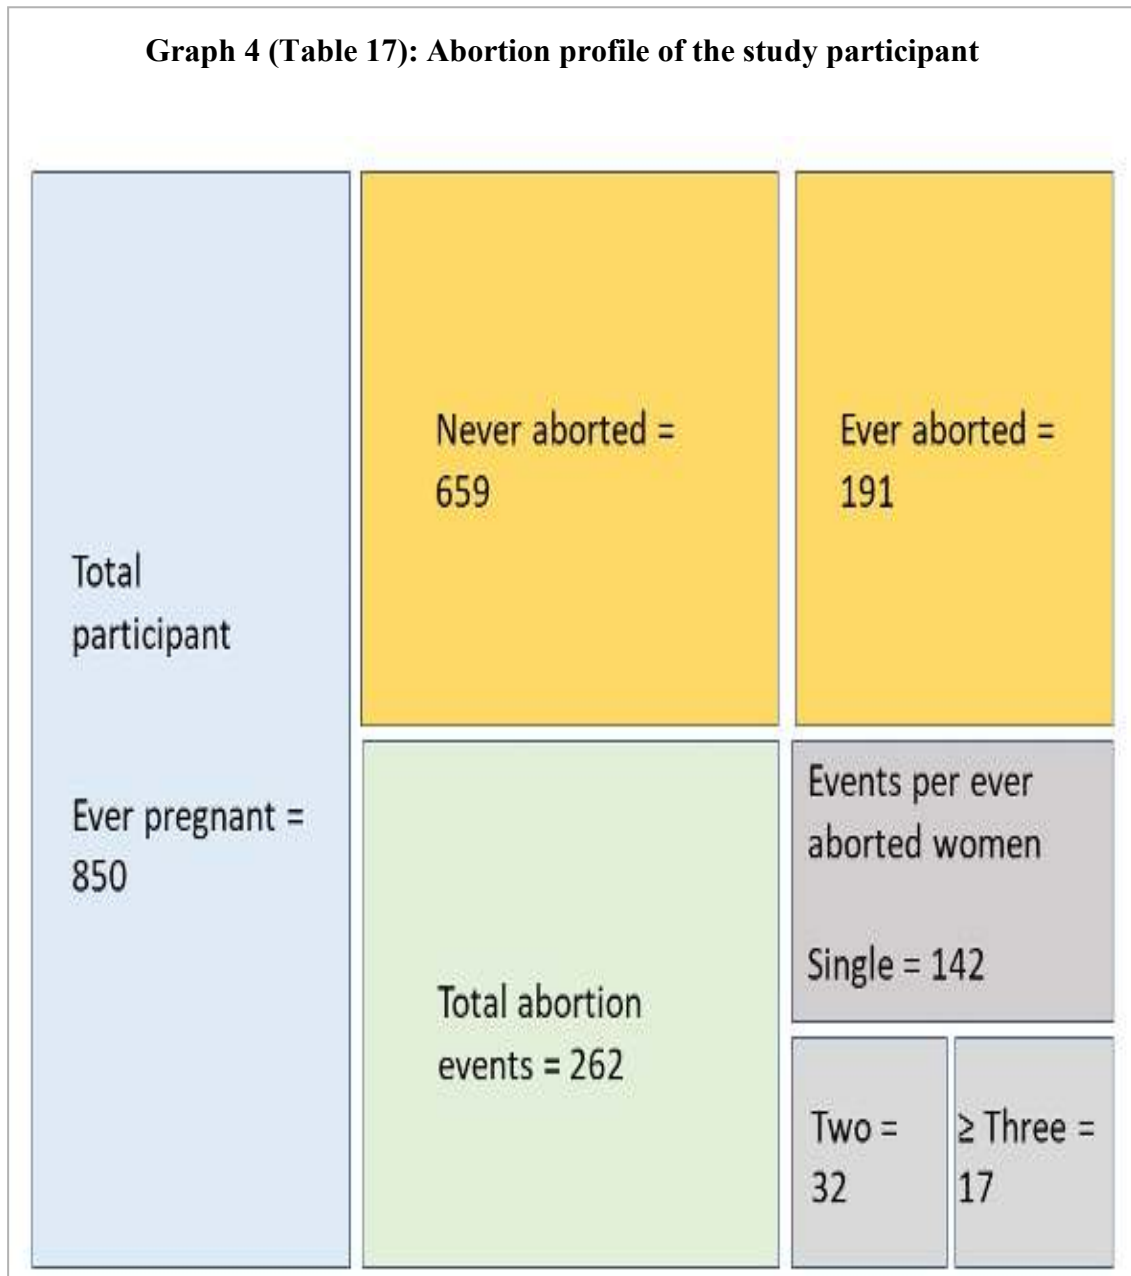 Graph 4 (Table 17): Abortion profile of the study participant
Total
participant
Ever pregnant =
850
Never aborted =
659
Ever aborted =
191
Total abortion
events = 262
Events per ever
aborted women
Single = 142
Two =
32
≥ Three =
17